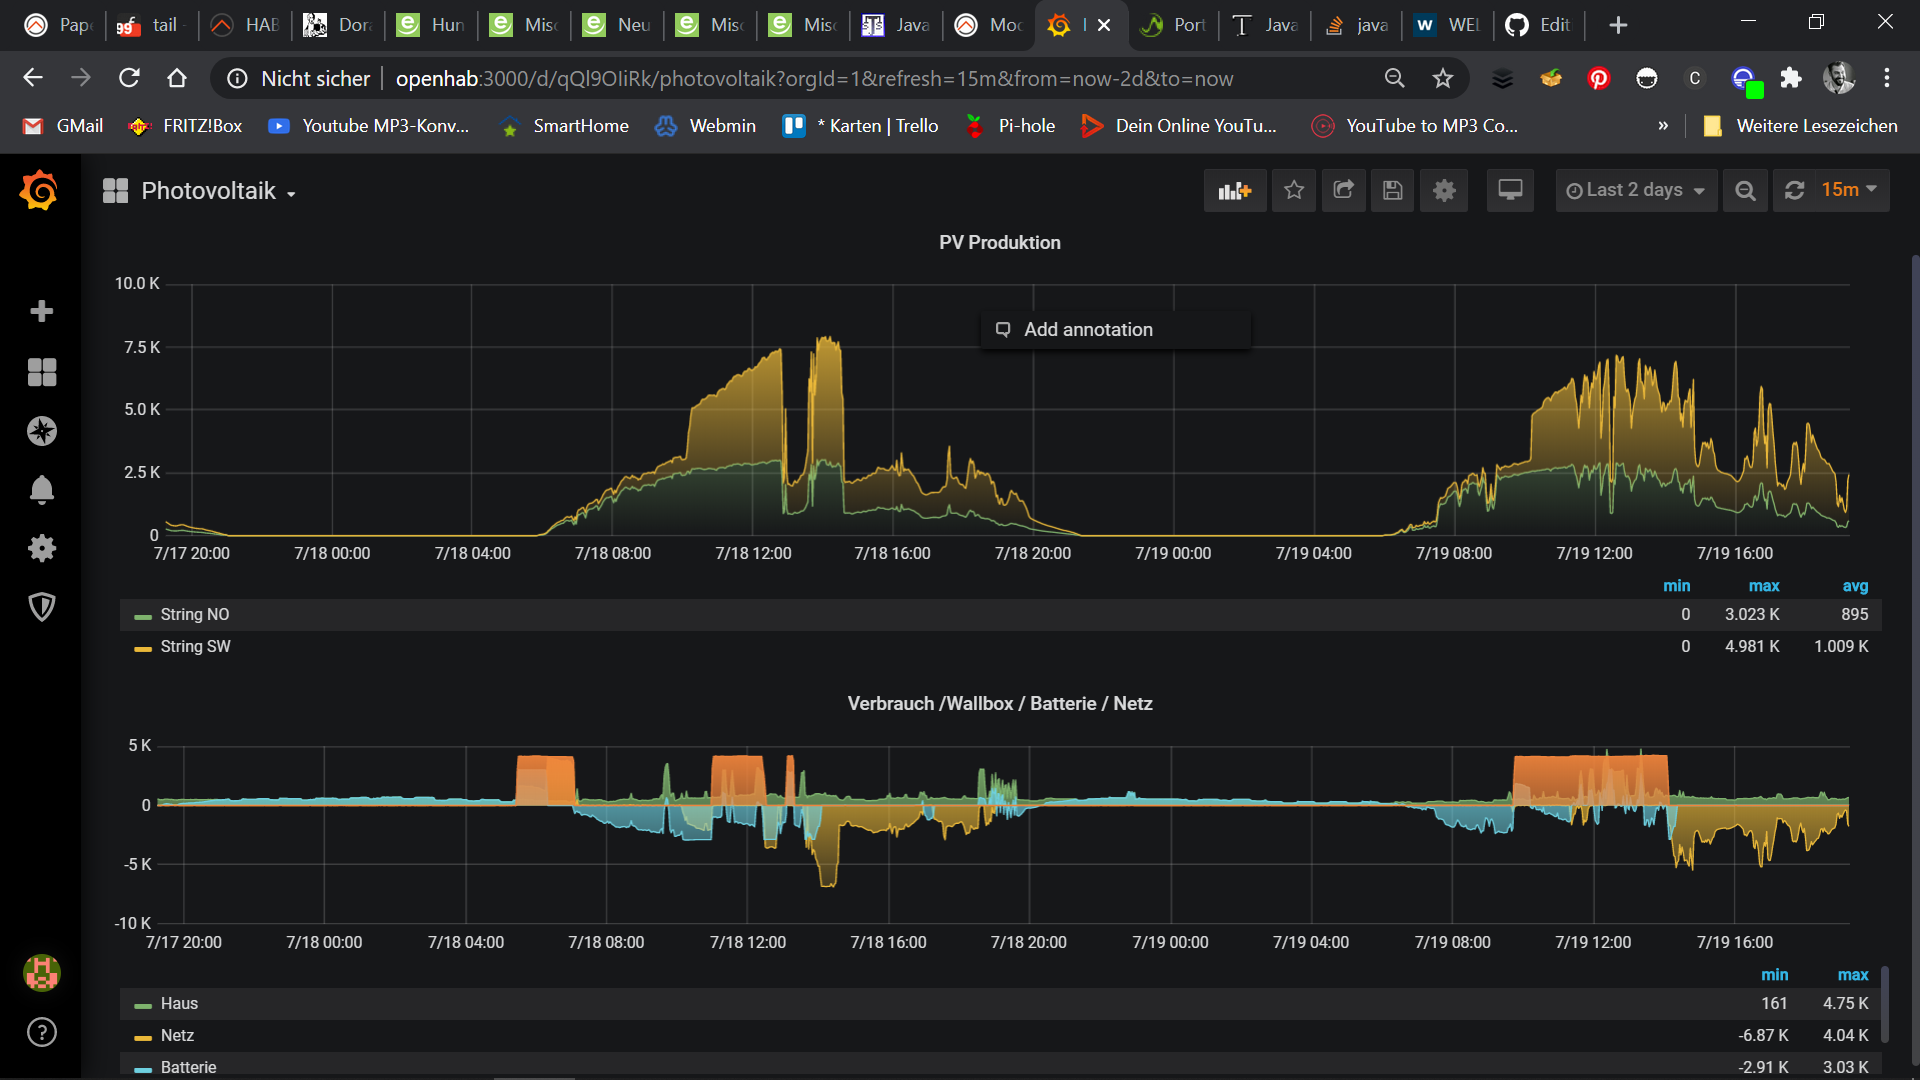 Pap
tail
HAB
Dora
Hun
Misc
Neu
Misc
Misc
Java
Moc
Port
Java
java
WEL
Edit
Nicht sicher
openhab:3000/d/qQl9OIiRk/photovoltaik?orgId=1&refresh=15m&from=now-2d&to=now
GMail
FRITZ!Box
Youtube MP3-Konv...
SmartHome
Webmin
* Karten | Trello
Pi-hole
Dein Online YouTu...
YouTube to MP3 Co...
»
Weitere Lesezeichen
Photovoltaik
Last 2 days
15m
PV Produktion
10.0 K
7.5 K
5.0 K
2.5 K
0
Add annotation
7/17 20:00 7/18 00:00 7/18 04:00 7/18 08:00 7/18 12:00 7/18 16:00 7/18 20:00 7/19 00:00 7/19 04:00 7/19 08:00 7/19 12:00 7/19 16:00
min max avg
String NO 0 3.023 K 895
String SW 0 4.981 K 1.009 K
Verbrauch /Wallbox / Batterie / Netz
5 K
0
-5 K
-10 K
7/17 20:00 7/18 00:00 7/18 04:00 7/18 08:00 7/18 12:00 7/18 16:00 7/18 20:00 7/19 00:00 7/19 04:00 7/19 08:00 7/19 12:00 7/19 16:00
min max
Haus 161 4.75 K
Netz -6.87 K 4.04 K
Batterie -2.91 K 3.03 K